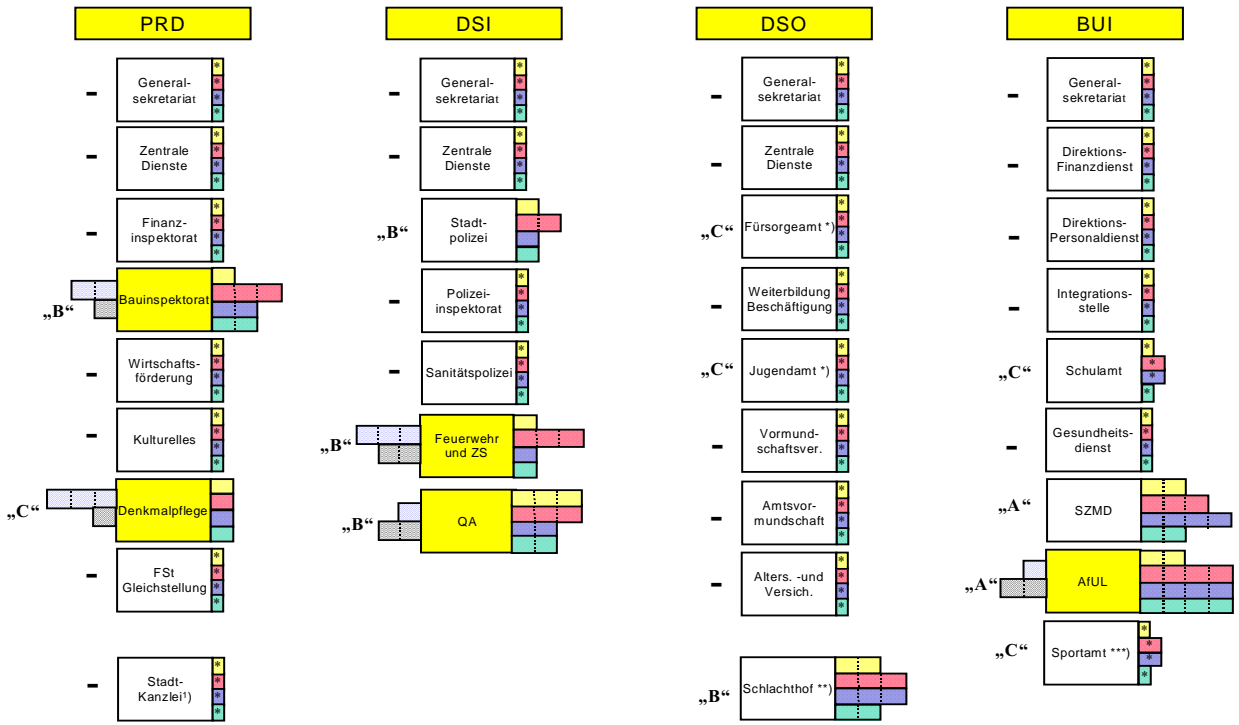 PRD
–
General-
sekretariat
* * * *
–
Zentrale
Dienste
* * * *
–
Finanz-
inspektorat
* * * *
„B“
Bauinspektorat
–
Wirtschafts-
förderung
* * * *
–
Kulturelles
* * * *
„C“
Denkmalpflege
–
FSt
Gleichstellung
* * * *
–
Stadt-
Kanzlei¹)
* * * *
DSI
–
General-
sekretariat
* * * *
–
Zentrale
Dienste
* * * *
„B“
Stadt-
polizei
–
Polizei-
inspektorat
* * * *
–
Sanitätspolizei
* * * *
„B“
Feuerwehr
und ZS
„B“
QA
DSO
–
General-
sekretariat
* * * *
–
Zentrale
Dienste
* * * *
„C“
Fürsorgeamt *)
* * * *
–
Weiterbildung
Beschäftigung
* * * *
„C“
Jugendamt *)
* * * *
–
Vormund-
schaftsver.
* * * *
–
Amtsvor-
mundschaft
* * * *
–
Alters. -und
Versich.
* * * *
„B“
Schlachthof **)
BUI
–
General-
sekretariat
* * * *
–
Direktions-
Finanzdienst
* * * *
–
Direktions-
Personaldienst
* * * *
–
Integrations-
stelle
* * * *
„C“
Schulamt
* * * *
–
Gesundheits-
dienst
* * * *
„A“
SZMD
„A“
AfUL
„C“
Sportamt ***)
* * * *